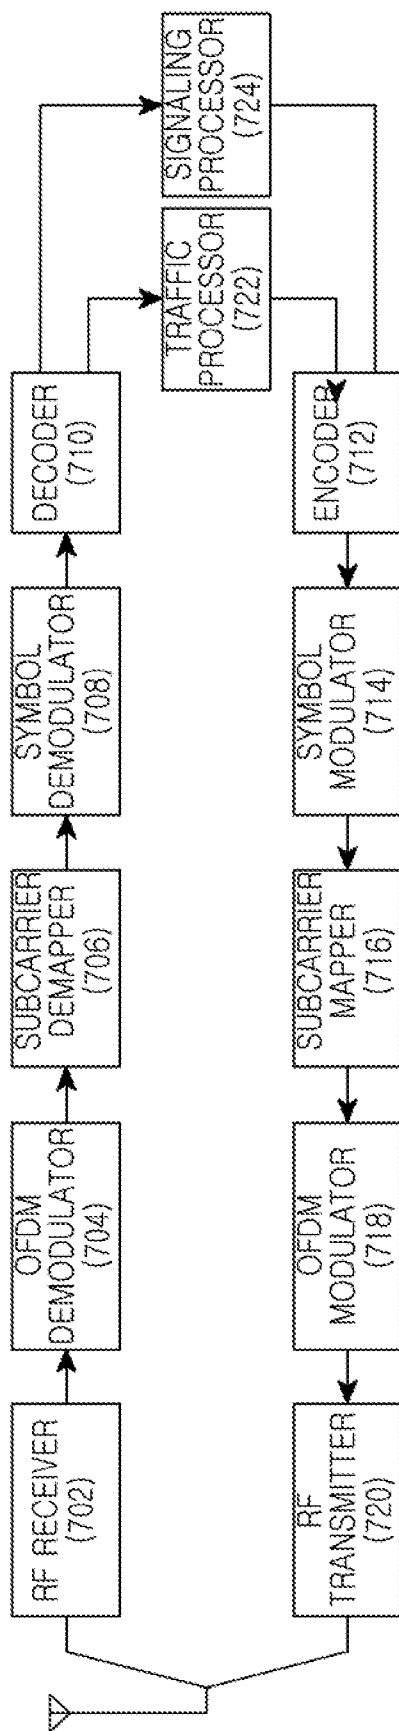 RF RECEIVER
(702)
OFDM
DEMODULATOR
(704)
SUBCARRIER
DEMAPPER
(706)
SYMBOL
DEMODULATOR
(708)
DECODER
(710)
TRAFFIC
PROCESSOR
(722)
SIGNALING
PROCESSOR
(724)
RF
TRANSMITTER
(720)
OFDM
MODULATOR
(718)
SUBCARRIER
MAPPER
(716)
SYMBOL
MODULATOR
(714)
ENCODER
(712)